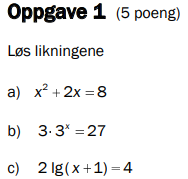 Oppgave 1 (5 poeng)
Løs likningene
a) x² + 2x = 8
b) 3·3ˣ = 27
c) 2 lg(x + 1) = 4